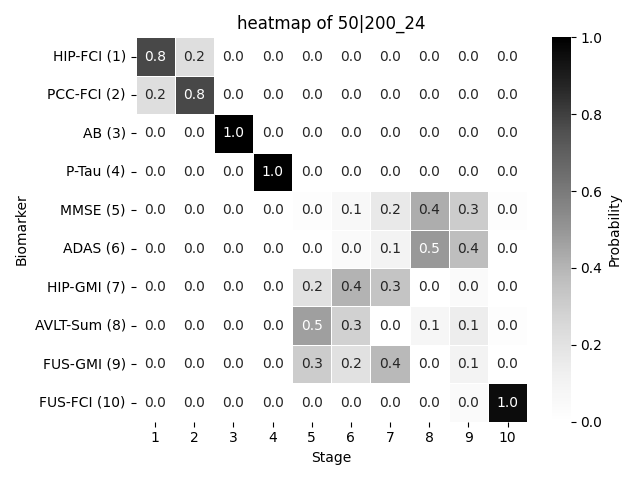 heatmap of 50|200_24
Biomarker
HIP-FCI (1) 0.8 0.2 0.0 0.0 0.0 0.0 0.0 0.0 0.0 0.0
PCC-FCI (2) 0.2 0.8 0.0 0.0 0.0 0.0 0.0 0.0 0.0 0.0
AB (3) 0.0 0.0 1.0 0.0 0.0 0.0 0.0 0.0 0.0 0.0
P-Tau (4) 0.0 0.0 0.0 1.0 0.0 0.0 0.0 0.0 0.0 0.0
MMSE (5) 0.0 0.0 0.0 0.0 0.0 0.1 0.2 0.4 0.3 0.0
ADAS (6) 0.0 0.0 0.0 0.0 0.0 0.0 0.1 0.5 0.4 0.0
HIP-GMI (7) 0.0 0.0 0.0 0.0 0.2 0.4 0.3 0.0 0.0 0.0
AVLT-Sum (8) 0.0 0.0 0.0 0.0 0.5 0.3 0.0 0.1 0.1 0.0
FUS-GMI (9) 0.0 0.0 0.0 0.0 0.3 0.2 0.4 0.0 0.1 0.0
FUS-FCI (10) 0.0 0.0 0.0 0.0 0.0 0.0 0.0 0.0 0.0 1.0
1 2 3 4 5 6 7 8 9 10
Stage
1.0
0.8
0.6
0.4
0.2
0.0
Probability